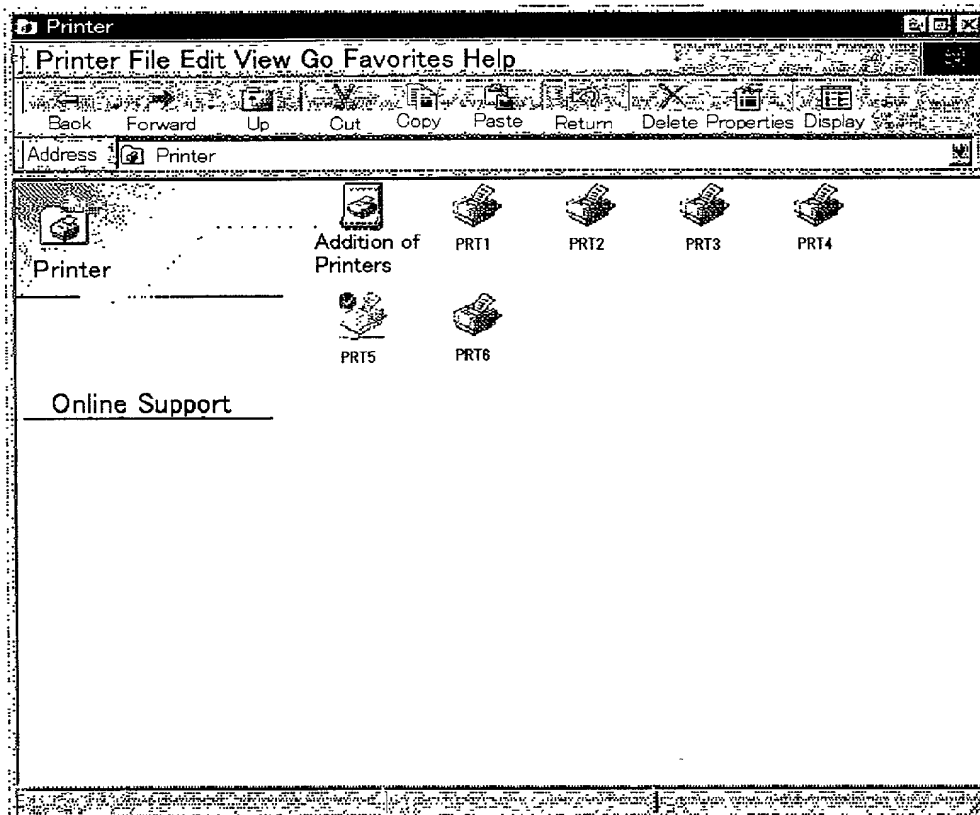 Printer
Printer File Edit View Go Favorites Help
Back Forward Up Cut Copy Paste Return Delete Properties Display
Address Printer
Printer
Addition of Printers
PRT1 PRT2 PRT3 PRT4
PRT5 PRT6
Online Support